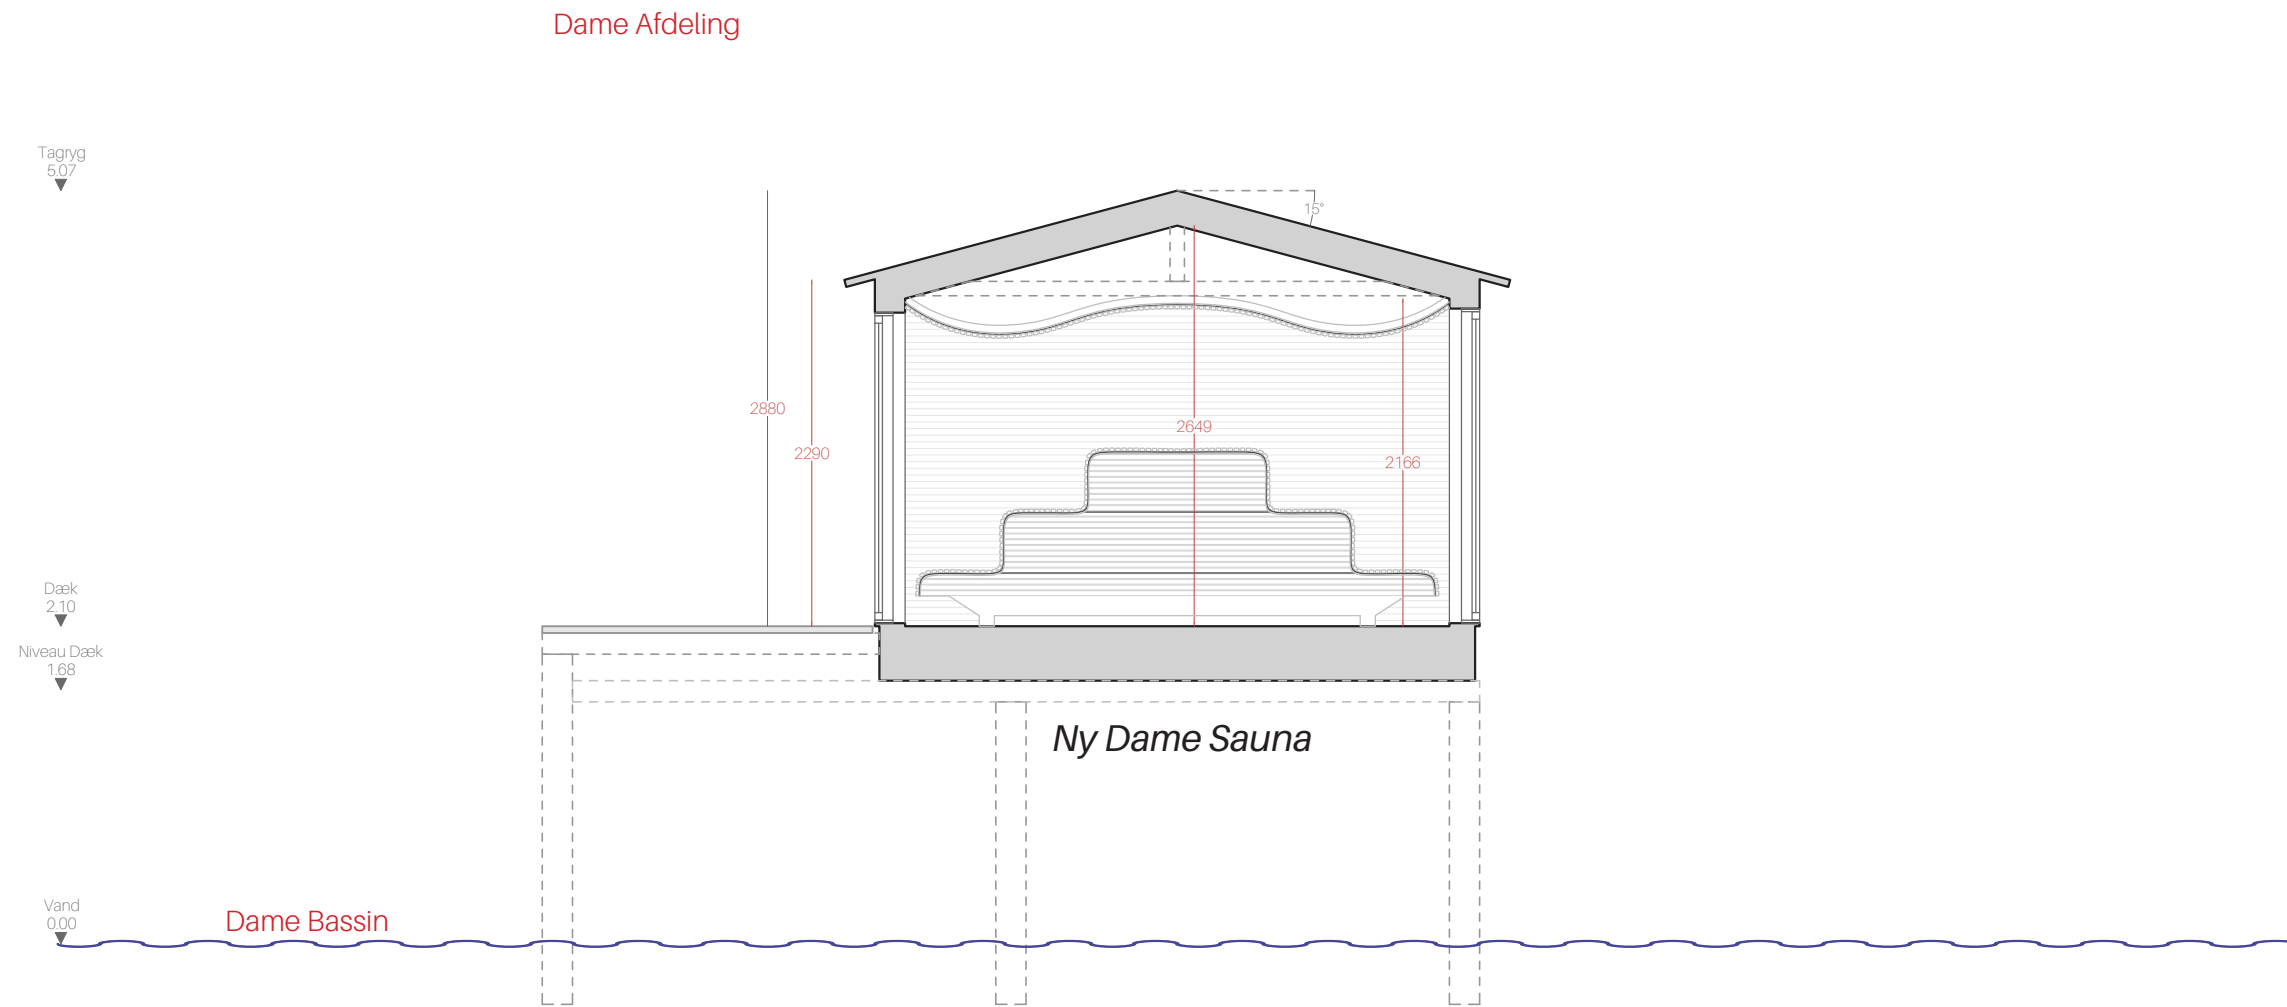 Dame Afdeling
Tagryg
5.07
15°
2880
2649
2290
2166
Dæk
2.10
Niveau Dæk
1.68
Ny Dame Sauna
Vand
0.00
Dame Bassin